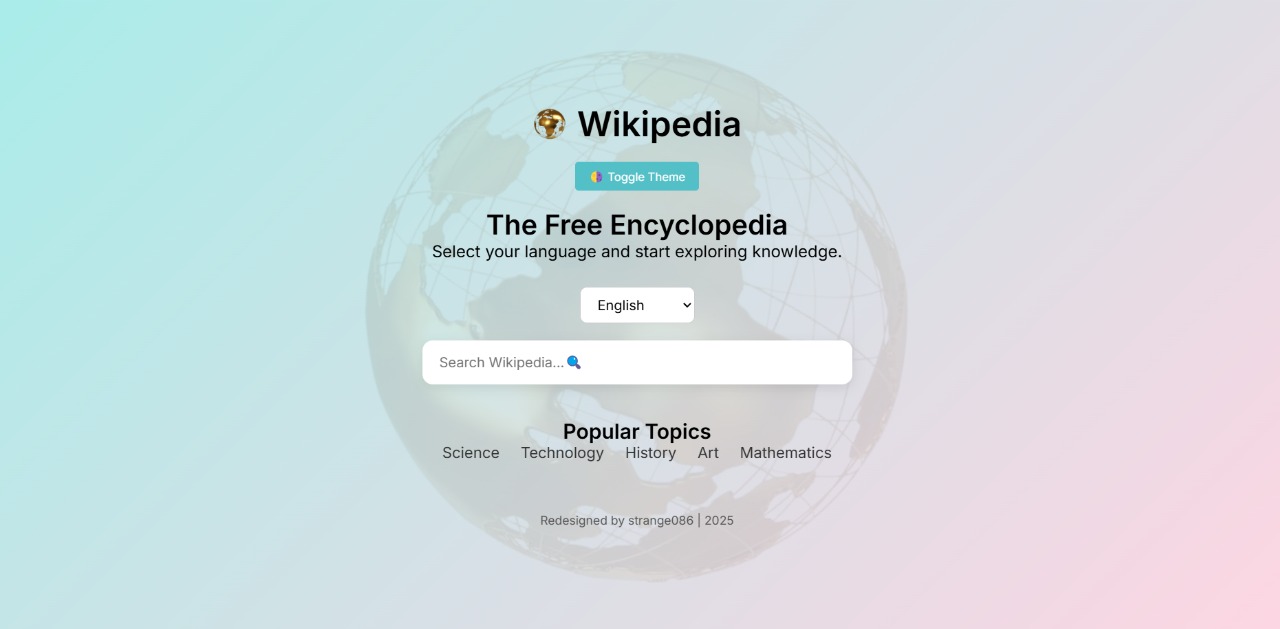 Wikipedia
Toggle Theme
The Free Encyclopedia
Select your language and start exploring knowledge.
English
Search Wikipedia...
Popular Topics
Science Technology History Art Mathematics
Redesigned by strange086 | 2025